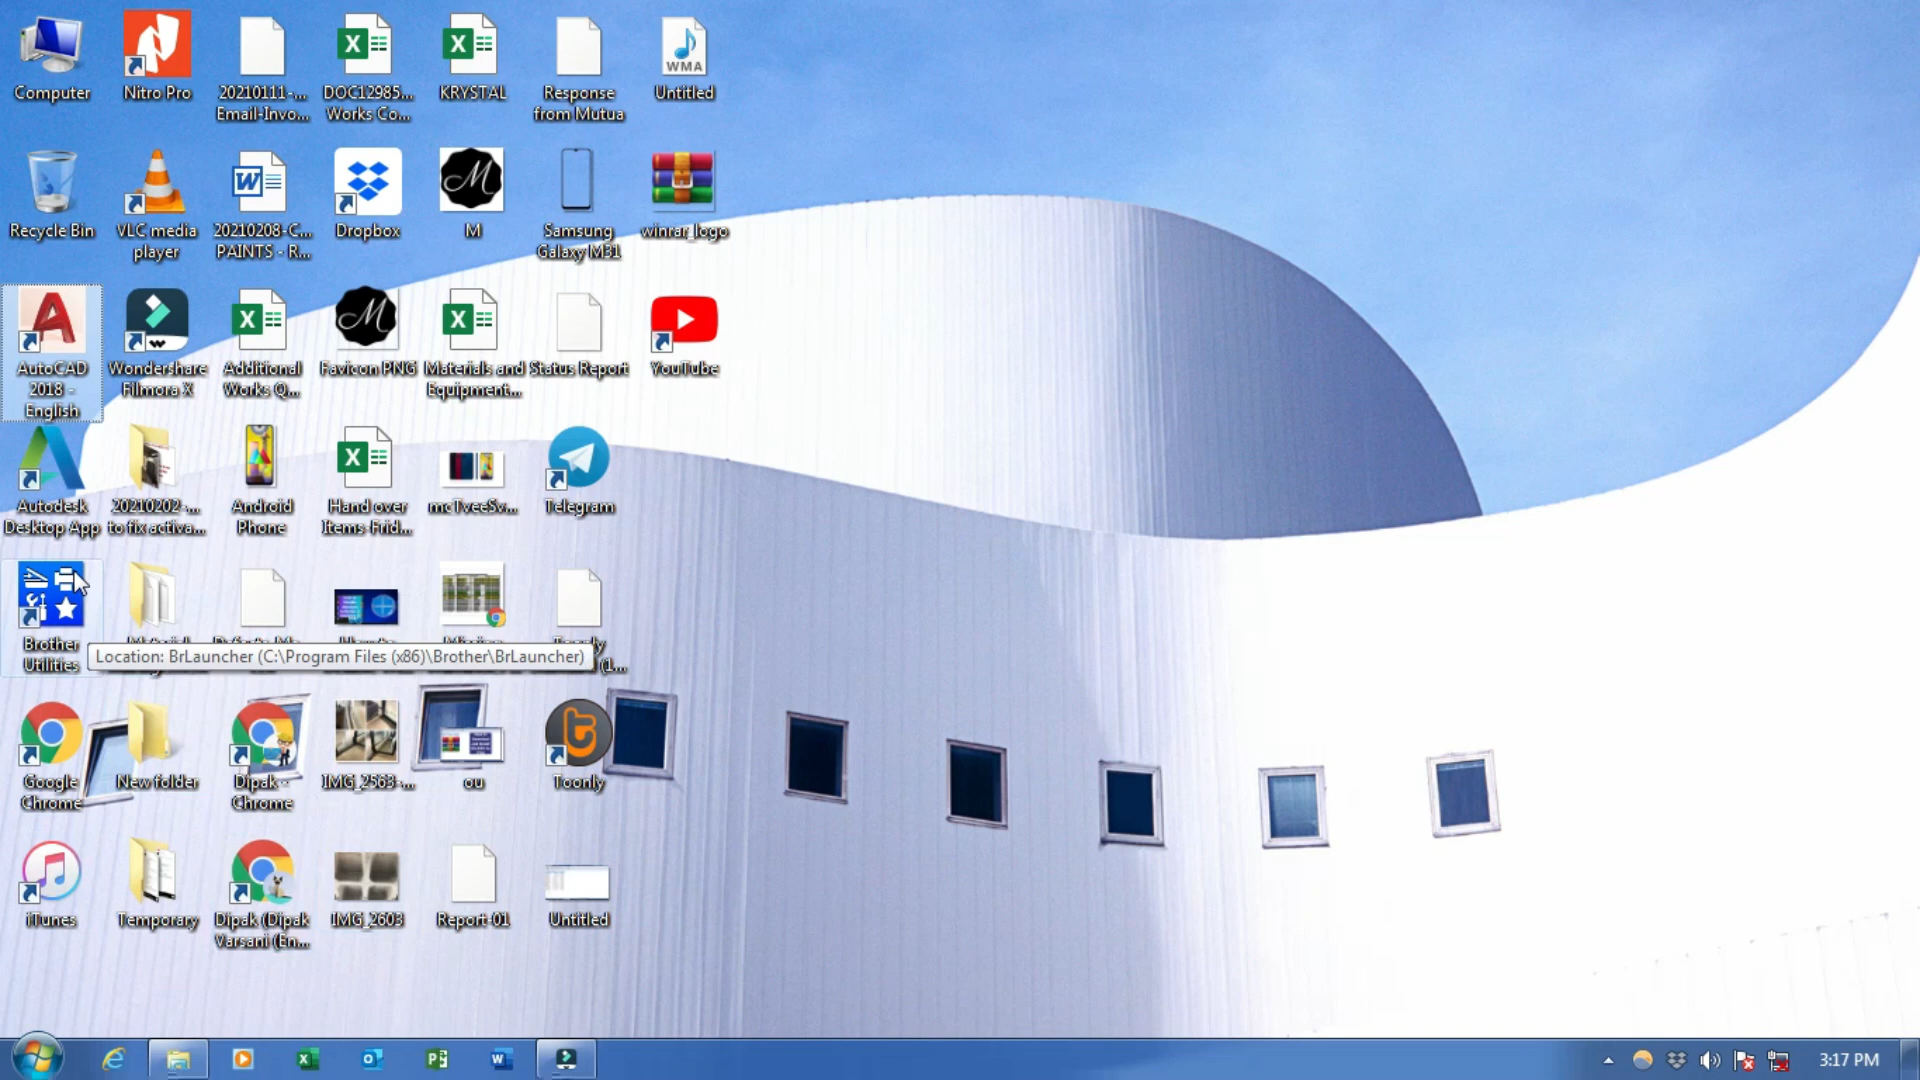 Computer
Nitro Pro
20210111-...
Email-Invo...
DOC12985...
Works Co...
KRYSTAL
Response
from Mutua
WMA
Untitled
Recycle Bin
VLC media
player
20210208-C...
PAINTS - R...
Dropbox
M
Samsung
Galaxy M31
winrar_logo
AutoCAD
2018 -
English
Wondershare
Filmora X
Additional
Works Q...
Favicon PNG
Materials and
Equipment...
Status Report
YouTube
Autodesk
Desktop App
20210202-...
to fix activa...
Android
Phone
Hand over
Items-Frid...
mcTveeSv...
Telegram
Brother
Utilities
Location: BrLauncher (C:\Program Files (x86)\Brother\BrLauncher)
(1...
Google
Chrome
New folder
Dipak -
Chrome
IMG_2563-...
ou
Toonly
iTunes
Temporary
Dipak (Dipak
Varsani (En...
IMG_2603
Report-01
Untitled
3:17 PM